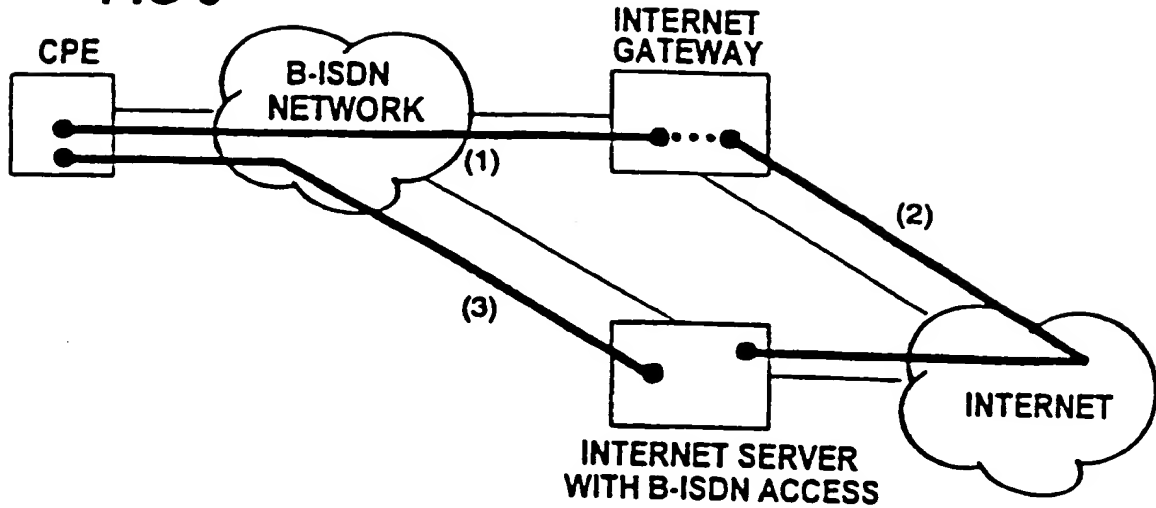 CPE
B-ISDN
NETWORK
INTERNET
GATEWAY
(1)
(2)
(3)
INTERNET
INTERNET SERVER
WITH B-ISDN ACCESS